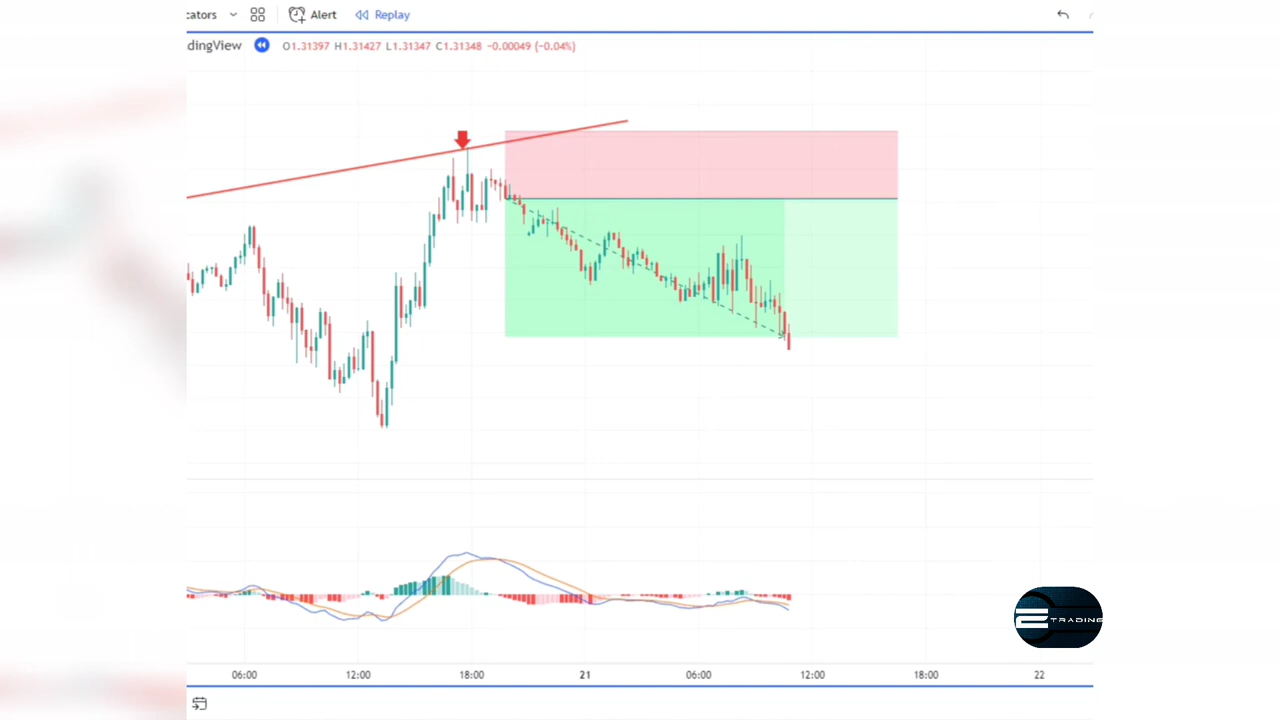 cators Alert Replay
dingView O1.31397 H1.31427 L1.31347 C1.31348 −0.00049 (−0.04%)
06:00 12:00 18:00 21 06:00 12:00 18:00 22
TRADING